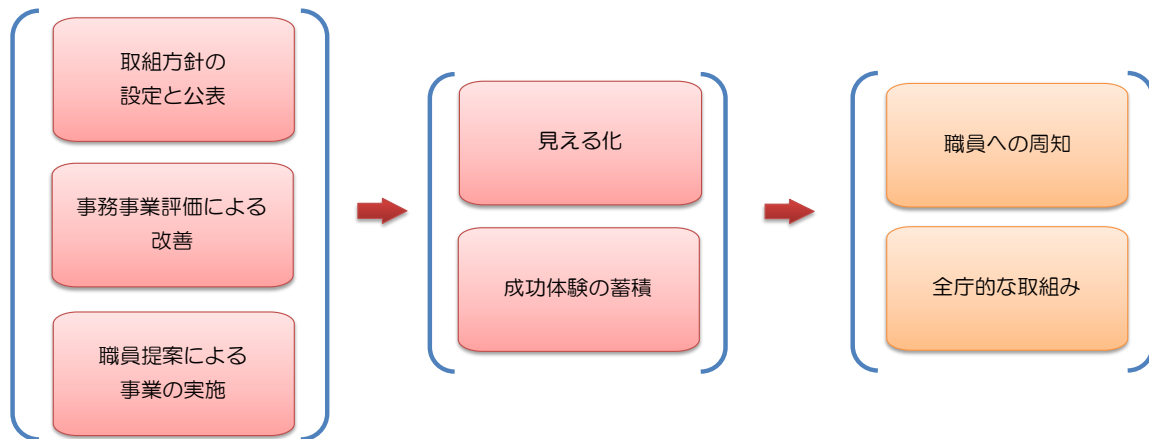 取組方針の
設定と公表
事務事業評価による
改善
職員提案による
事業の実施
見える化
成功体験の蓄積
職員への周知
全庁的な取組み